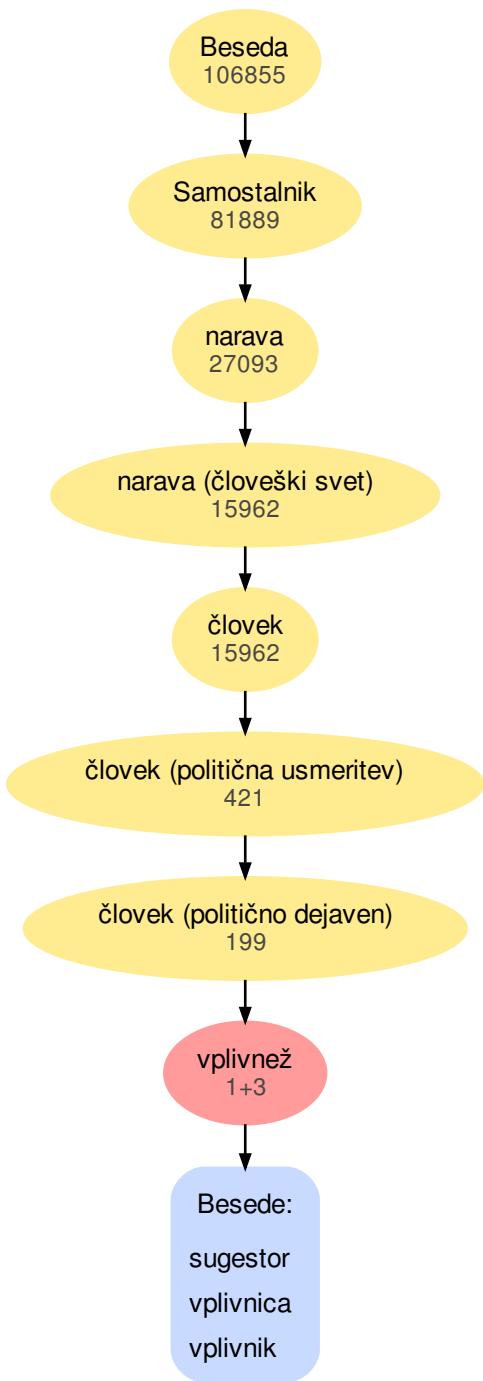 Beseda
106855
Samostalnik
81889
narava
27093
narava (človeški svet)
15962
človek
15962
človek (politična usmeritev)
421
človek (politično dejaven)
199
vplivnež
1+3
Besede:
sugestor
vplivnica
vplivnik